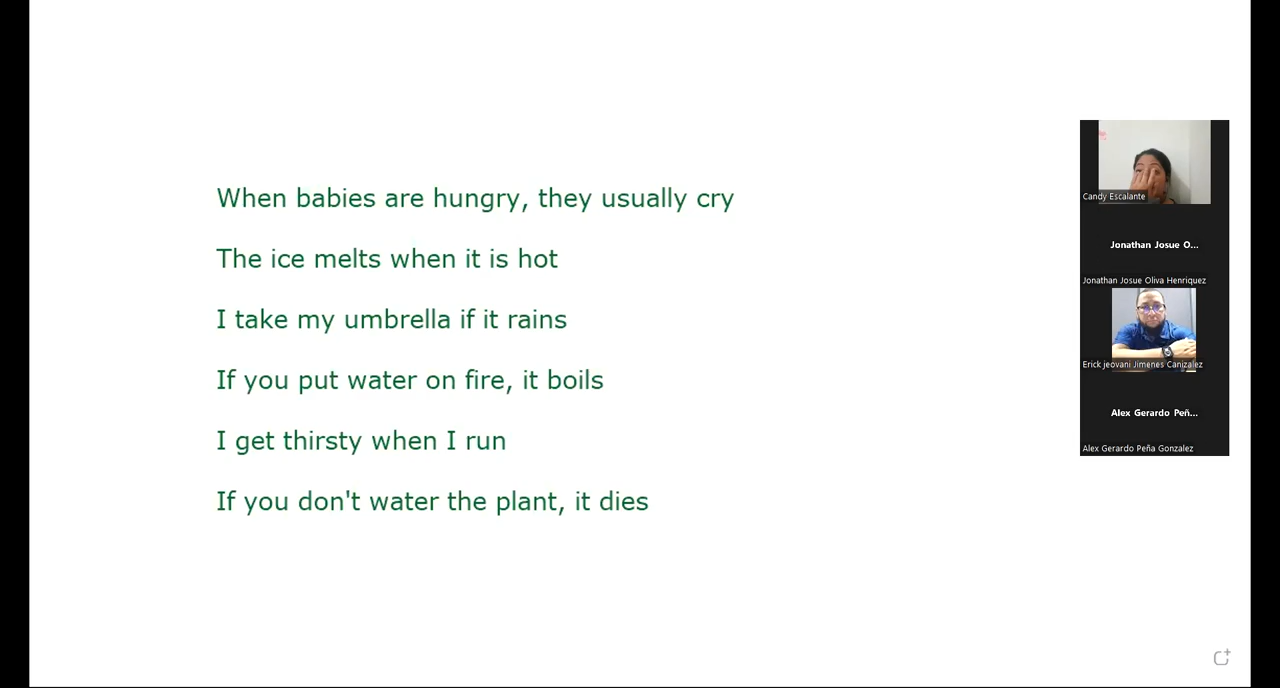 When babies are hungry, they usually cry
The ice melts when it is hot
I take my umbrella if it rains
If you put water on fire, it boils
I get thirsty when I run
If you don't water the plant, it dies
Candy Escalante
Jonathan Josue O...
Jonathan Josue Oliva Henriquez
Erick jeovani Jimenes Canizalez
Alex Gerardo Peñ...
Alex Gerardo Peña Gonzalez